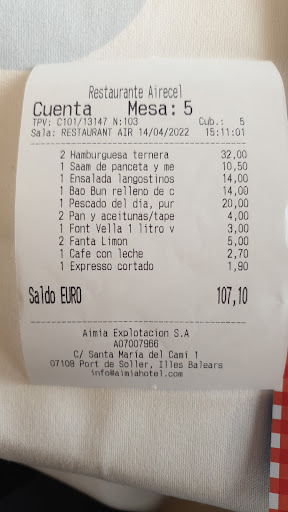 Restaurante Airecel
Cuenta Mesa: 5
TPV: C101/13147 N:103 Cub.: 5
Sala: RESTAURANT AIR 14/04/2022 15:11:01
2 Hamburguesa ternera 32,00
1 Saam de panceta y me 10,50
1 Ensalada langostinos 14,00
1 Bao Bun relleno de c 14,00
1 Pescado del día, pur 20,00
2 Pan y aceitunas/tape 4,00
1 Font Vella 1 litro v 3,00
2 Fanta Limon 5,00
1 Cafe con leche 2,70
1 Expresso cortado 1,90
Saldo EURO 107,10
Aimia Explotacion S.A
A07007966
C/ Santa Maria del Cami 1
07108 Port de Soller, Illes Balears
info@aimiahotel.com